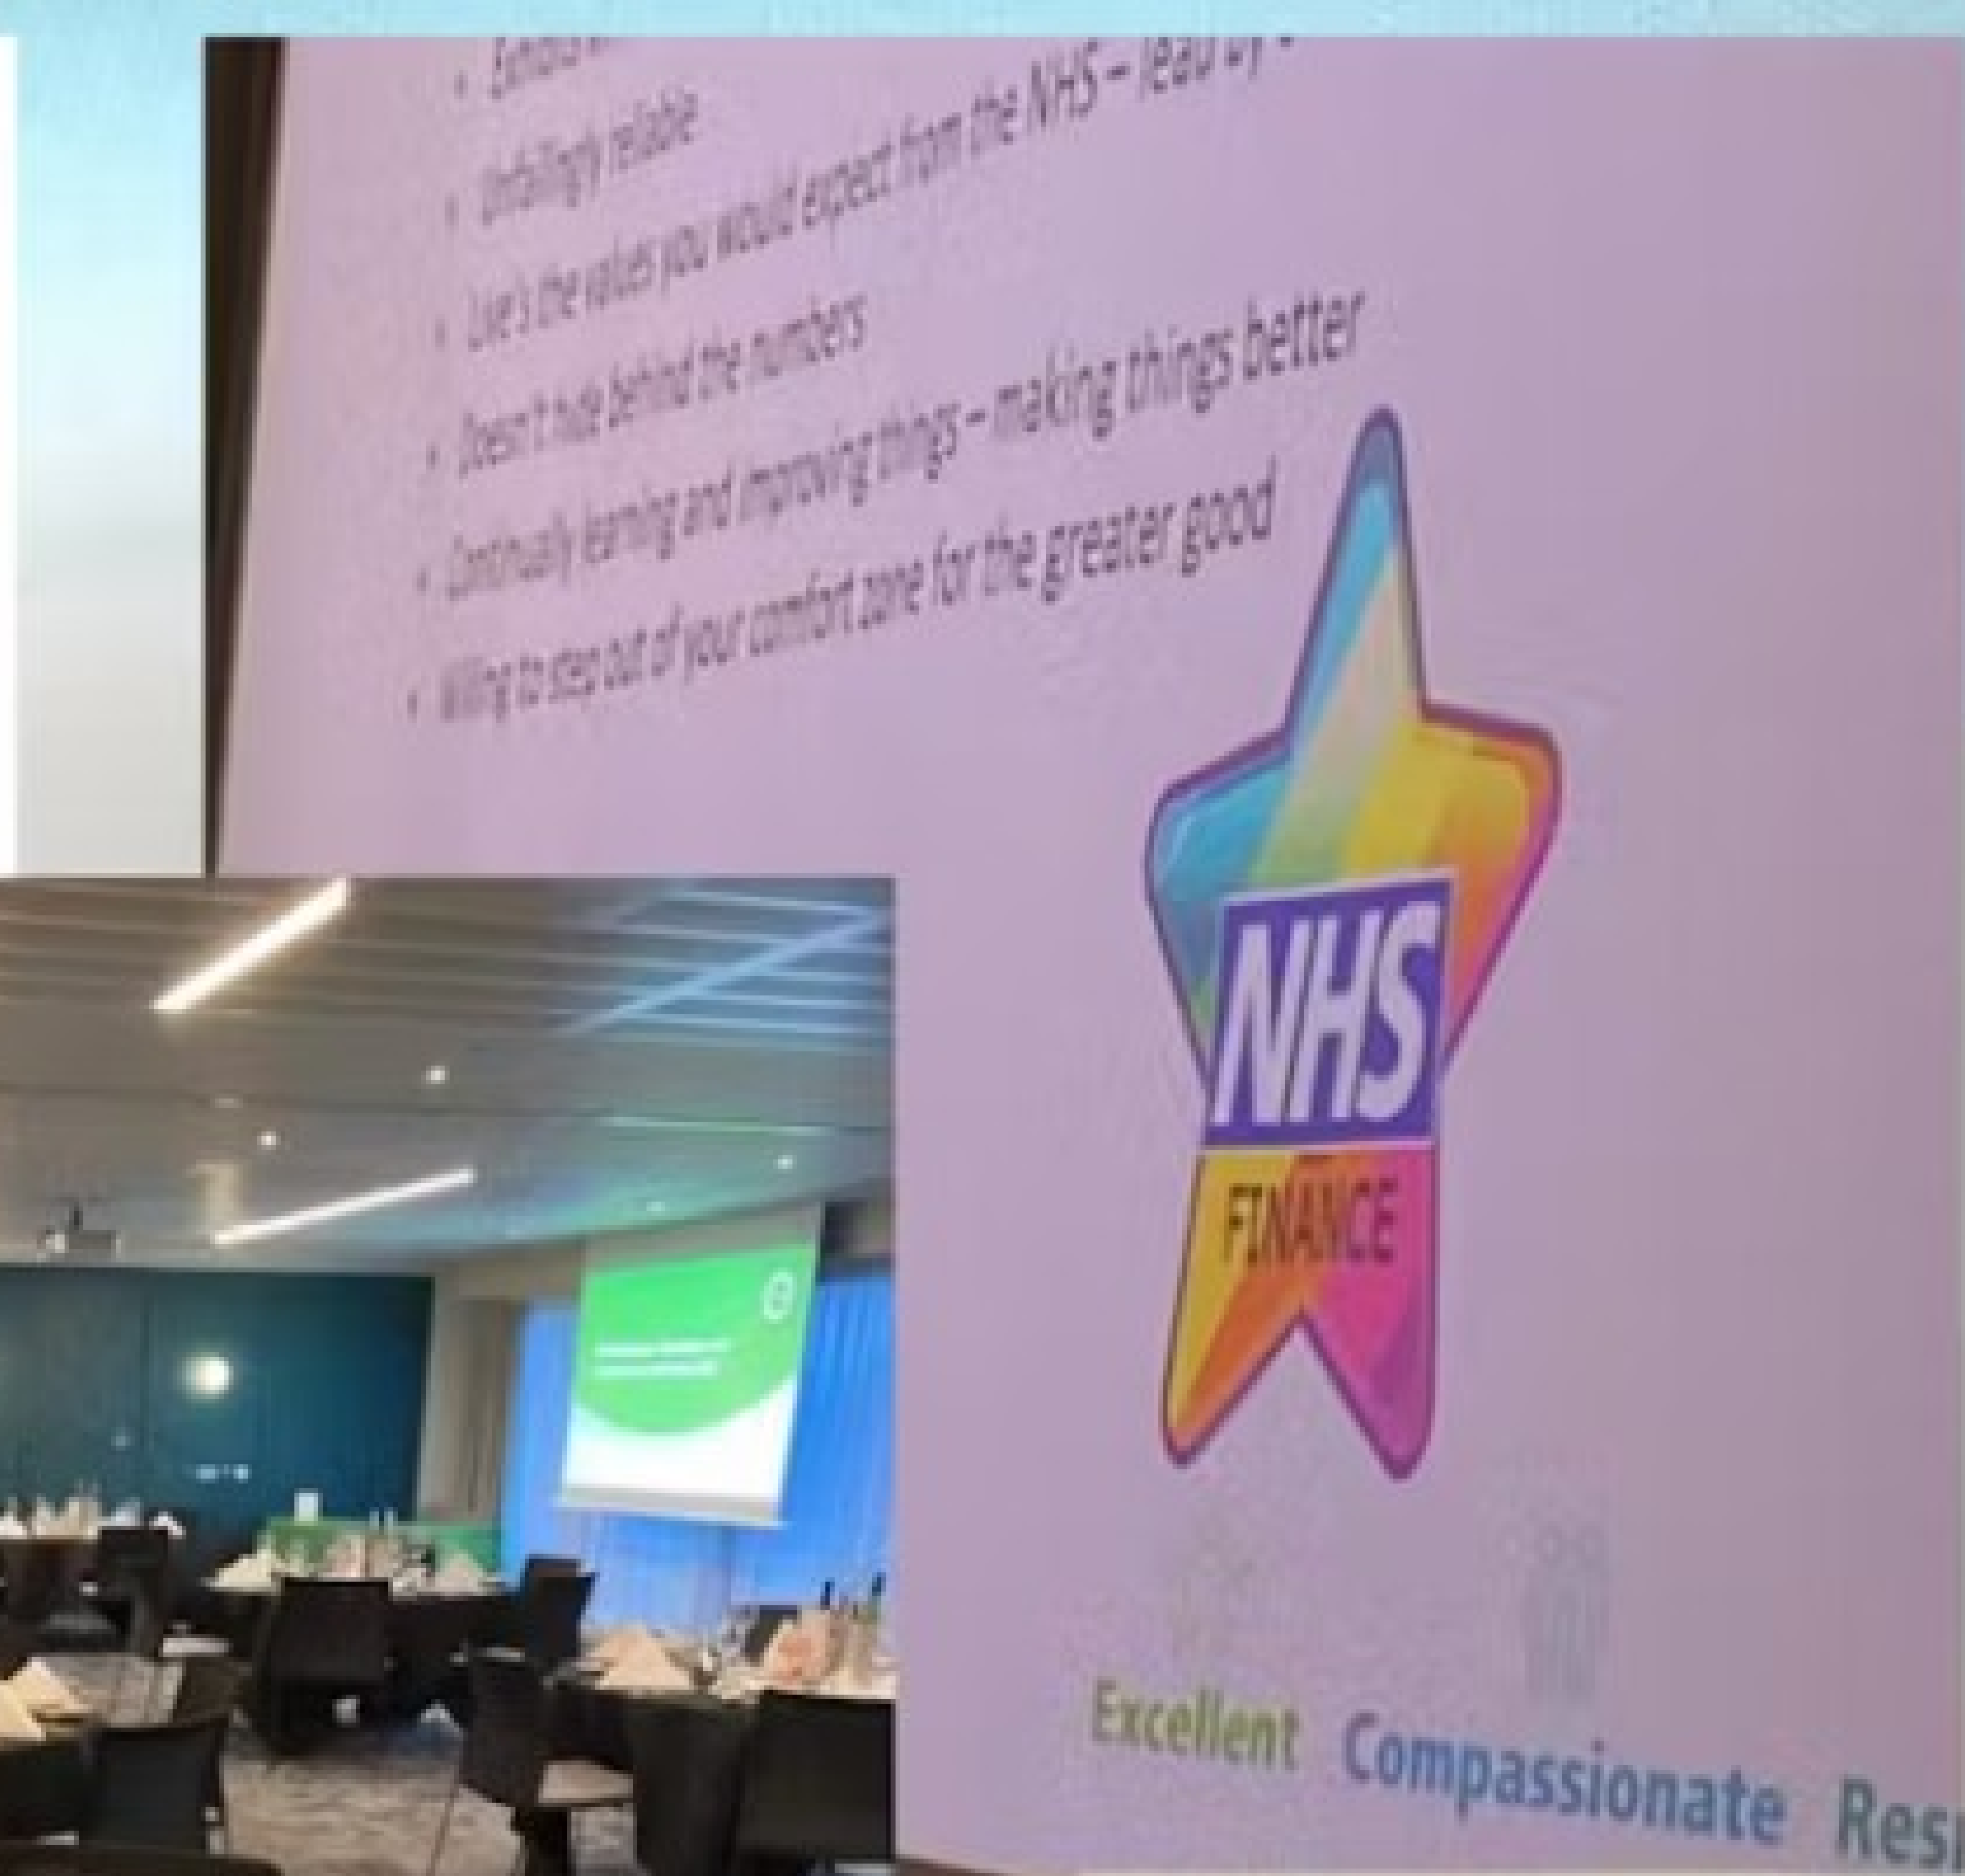 Unfailingly reliable
Live's the values you would expect from the NHS – lead by
Doesn't hide behind the numbers
Continually learning and improving things – making things better
Willing to step out of your comfort zone for the greater good
NHS
FINANCE
Excellent Compassionate Res